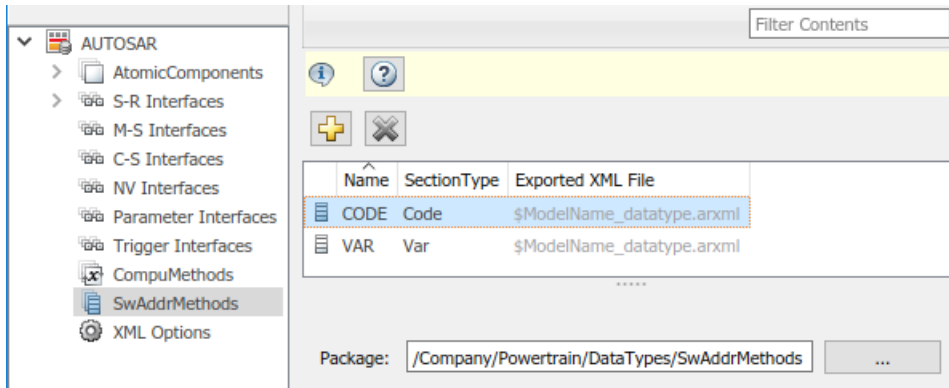 Filter Contents
AUTOSAR
AtomicComponents
S-R Interfaces
M-S Interfaces
C-S Interfaces
NV Interfaces
Parameter Interfaces
Trigger Interfaces
CompuMethods
SwAddrMethods
XML Options
Name SectionType Exported XML File
CODE Code $ModelName_datatype.arxml
VAR Var $ModelName_datatype.arxml
Package: /Company/Powertrain/DataTypes/SwAddrMethods ...